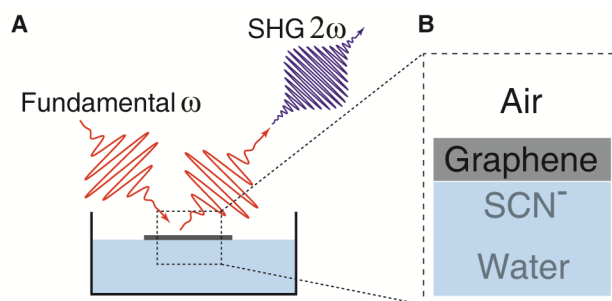 A
SHG 2ω
Fundamental ω
B
Air
Graphene
SCN⁻
Water